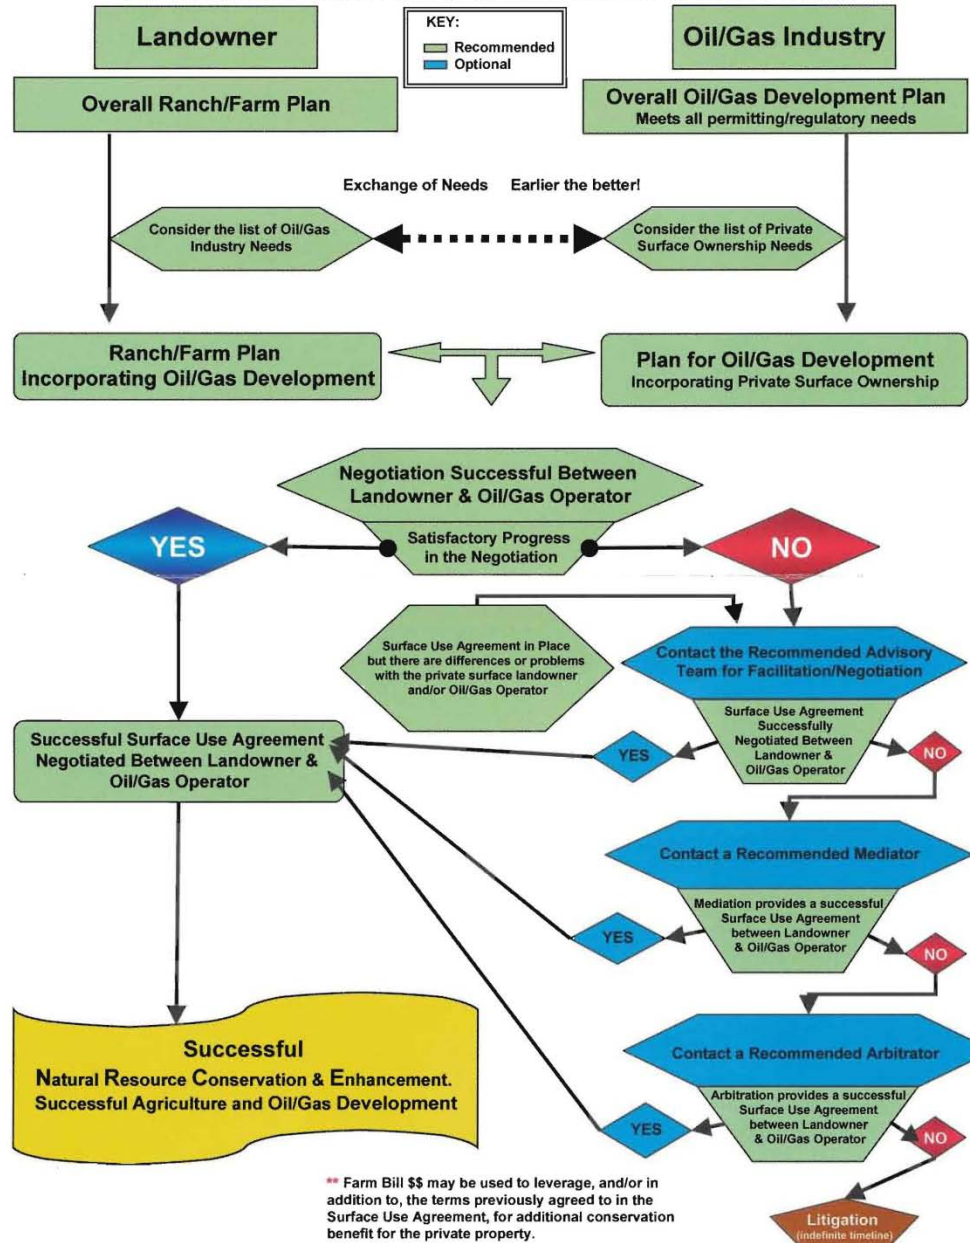 KEY:
Recommended
Optional
Landowner
Oil/Gas Industry
Overall Ranch/Farm Plan
Overall Oil/Gas Development Plan
Meets all permitting/regulatory needs
Exchange of Needs Earlier the better!
Consider the list of Oil/Gas
Industry Needs
Consider the list of Private
Surface Ownership Needs
Ranch/Farm Plan
Incorporating Oil/Gas Development
Plan for Oil/Gas Development
Incorporating Private Surface Ownership
Negotiation Successful Between
Landowner & Oil/Gas Operator
Satisfactory Progress
in the Negotiation
YES
NO
Surface Use Agreement in Place
but there are differences or problems
with the private surface landowner
and/or Oil/Gas Operator
Contact the Recommended Advisory
Team for Facilitation/Negotiation
Surface Use Agreement
Successfully
Negotiated Between
Landowner &
Oil/Gas Operator
YES
NO
Successful Surface Use Agreement
Negotiated Between Landowner &
Oil/Gas Operator
Contact a Recommended Mediator
Mediation provides a successful
Surface Use Agreement
between Landowner
& Oil/Gas Operator
YES
NO
Contact a Recommended Arbitrator
Arbitration provides a successful
Surface Use Agreement
between Landowner
& Oil/Gas Operator
YES
NO
Successful
Natural Resource Conservation & Enhancement.
Successful Agriculture and Oil/Gas Development
Litigation
(indefinite timeline)
** Farm Bill $$ may be used to leverage, and/or in
addition to, the terms previously agreed to in the
Surface Use Agreement, for additional conservation
benefit for the private property.